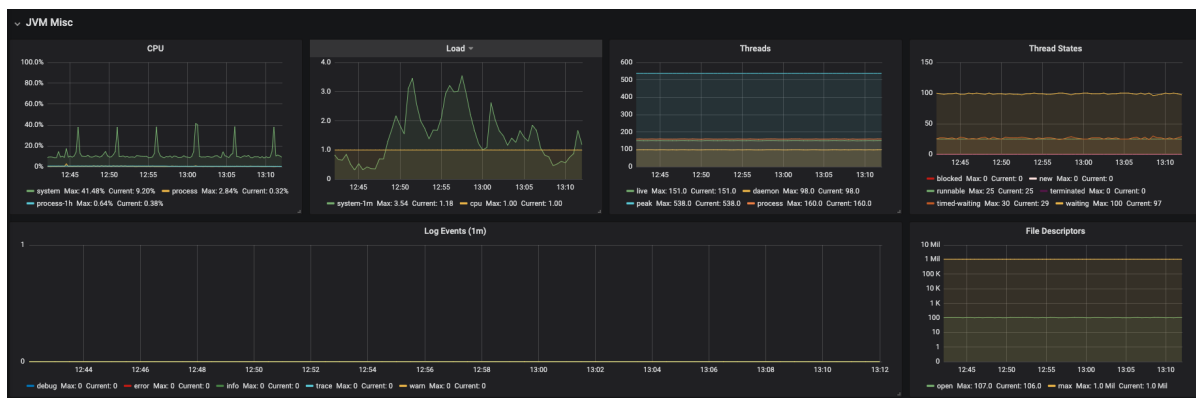 JVM Misc
CPU
100.0%
80.0%
60.0%
40.0%
20.0%
0%
12:45 12:50 12:55 13:00 13:05 13:10
system Max: 41.48% Current: 9.20% process Max: 2.84% Current: 0.32%
process-1h Max: 0.64% Current: 0.38%
Load
4.0
3.0
2.0
1.0
0
12:45 12:50 12:55 13:00 13:05 13:10
system-1m Max: 3.54 Current: 1.18 cpu Max: 1.00 Current: 1.00
Threads
600
500
400
300
200
100
0
12:45 12:50 12:55 13:00 13:05 13:10
live Max: 151.0 Current: 151.0 daemon Max: 98.0 Current: 98.0
peak Max: 538.0 Current: 538.0 process Max: 160.0 Current: 160.0
Thread States
150
100
50
0
12:45 12:50 12:55 13:00 13:05 13:10
blocked Max: 0 Current: 0 new Max: 0 Current: 0
runnable Max: 25 Current: 25 terminated Max: 0 Current: 0
timed-waiting Max: 30 Current: 29 waiting Max: 100 Current: 97
Log Events (1m)
1
0
12:44 12:46 12:48 12:50 12:52 12:54 12:56 12:58 13:00 13:02 13:04 13:06 13:08 13:10 13:12
debug Max: 0 Current: 0 error Max: 0 Current: 0 info Max: 0 Current: 0 trace Max: 0 Current: 0 warn Max: 0 Current: 0
File Descriptors
10 Mil
1 Mil
100 K
10 K
1 K
100
10
1
0
12:45 12:50 12:55 13:00 13:05 13:10
open Max: 107.0 Current: 106.0 max Max: 1.0 Mil Current: 1.0 Mil